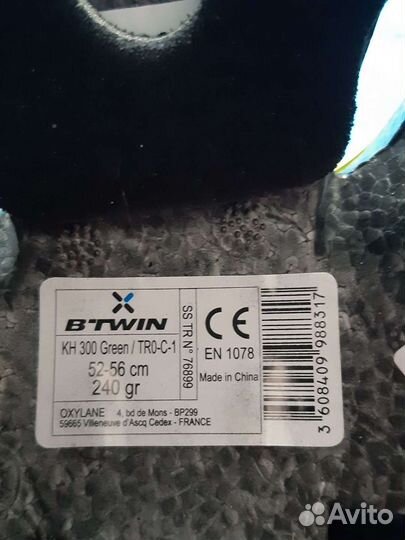 B'TWIN
KH 300 Green / TR0-C-1
52-56 cm
240 gr
SS TR N° 76899
CE
EN 1078
Made in China
3 608409 988317
OXYLANE 4, bd de Mons - BP299
59665 Villeneuve d'Ascq Cedex - FRANCE
Avito